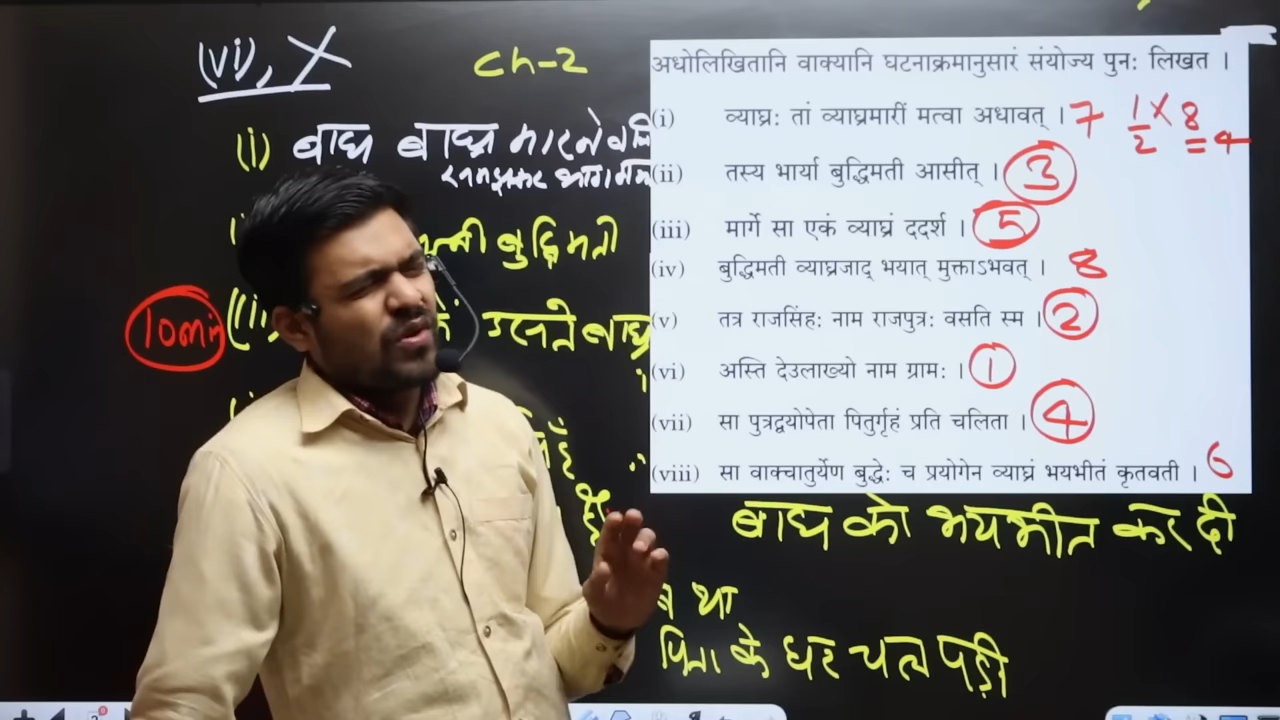 (vi), X
Ch-2
(i) बाघ बाघ मारने
समझकर भाग
बुद्धिमती
10min
उसने बाघ
अधोलिखितानि वाक्यानि घटनाक्रमानुसारं संयोज्य पुनः लिखत ।
(i) व्याघ्रः तां व्याघ्रमारीं मत्वा अधावत् । 7 1/2 × 8 = 4
(ii) तस्य भार्या बुद्धिमती आसीत् । 3
(iii) मार्गे सा एकं व्याघ्रं ददर्श । 5
(iv) बुद्धिमती व्याघ्रजाद् भयात् मुक्ताऽभवत् । 8
(v) तत्र राजसिंहः नाम राजपुत्रः वसति स्म । 2
(vi) अस्ति देउलाख्यो नाम ग्रामः । 1
(vii) सा पुत्रद्वयोपेता पितुर्गृहं प्रति चलिता । 4
(viii) सा वाक्चातुर्येण बुद्धेः च प्रयोगेन व्याघ्रं भयभीतं कृतवती । 6
बाघ को भयभीत कर दी
था
पिता के घर चल पड़ी